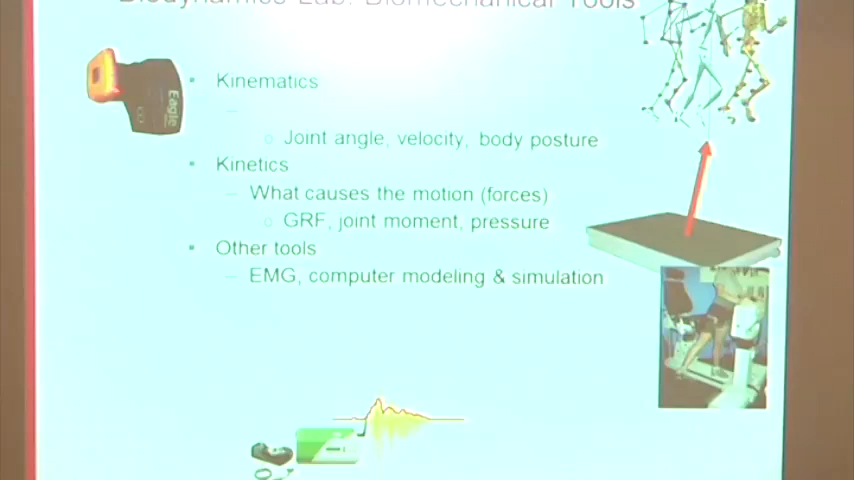 Biodynamics Lab: Biomechanical Tools
Eagle
• Kinematics
–
o Joint angle, velocity, body posture
• Kinetics
– What causes the motion (forces)
o GRF, joint moment, pressure
• Other tools
– EMG, computer modeling & simulation